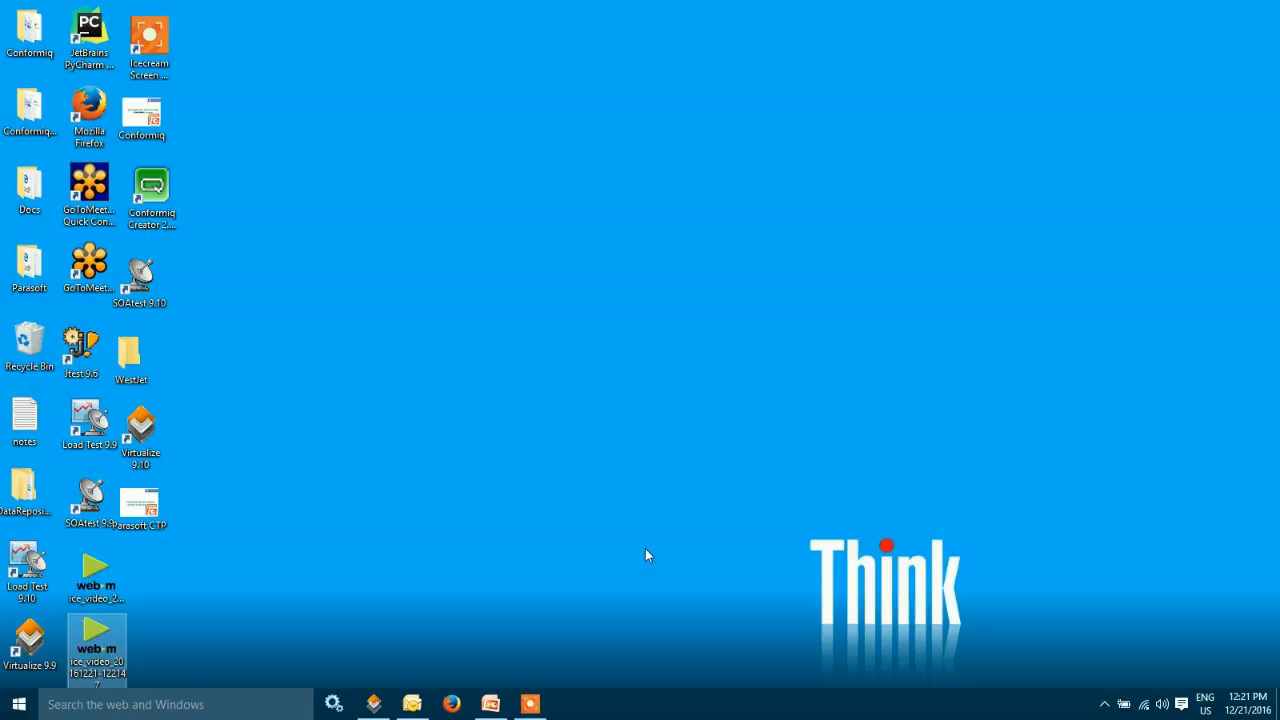 Conformiq
JetBrains
PyCharm ...
Icecream
Screen ...
Conformiq...
Mozilla
Firefox
Conformiq
Docs
GoToMeet...
Quick Con...
Conformiq
Creator 2....
Parasoft
GoToMeet...
SOAtest 9.10
Recycle Bin
Jtest 9.6
WestJet
notes
Load Test 9.9
Virtualize
9.10
DataReposi...
SOAtest 9.9
Parasoft CTP
Load Test
9.10
webm
ice_video_2...
Virtualize 9.9
webm
ice_video_20
161221-12214
7
Think
Search the web and Windows
ENG
US
12:21 PM
12/21/2016